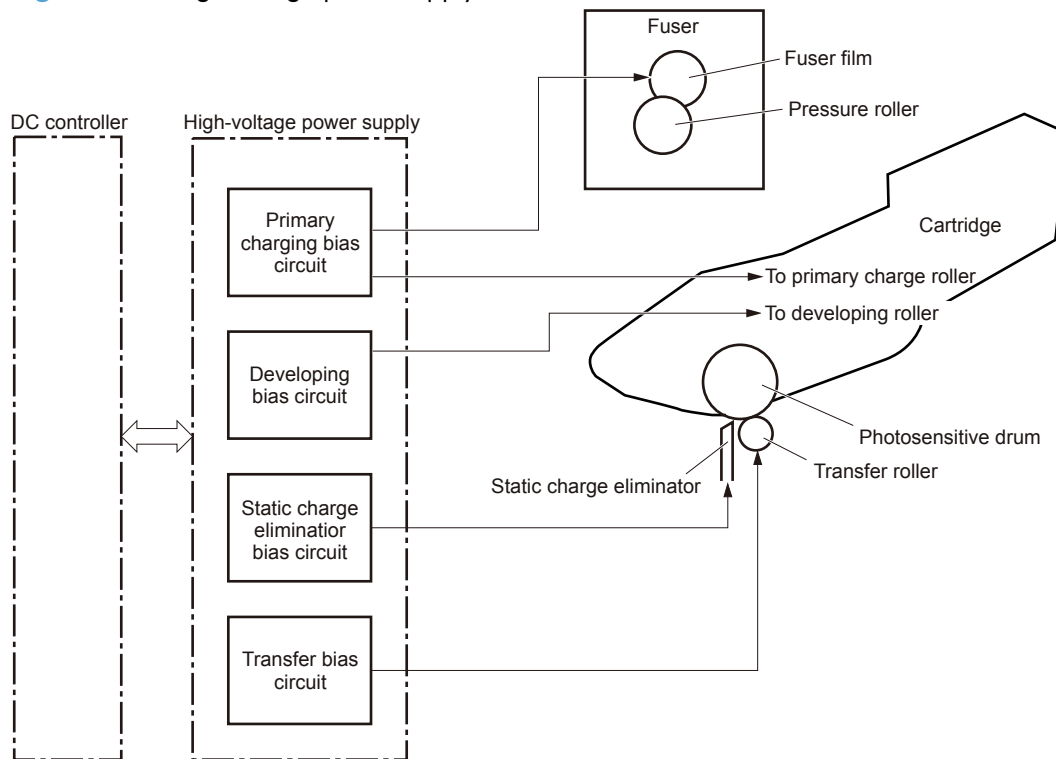 Fuser
Fuser film
Pressure roller
DC controller
High-voltage power supply
Primary
charging bias
circuit
Cartridge
To primary charge roller
To developing roller
Developing
bias circuit
Photosensitive drum
Transfer roller
Static charge eliminator
Static charge
eliminatior
bias circuit
Transfer bias
circuit